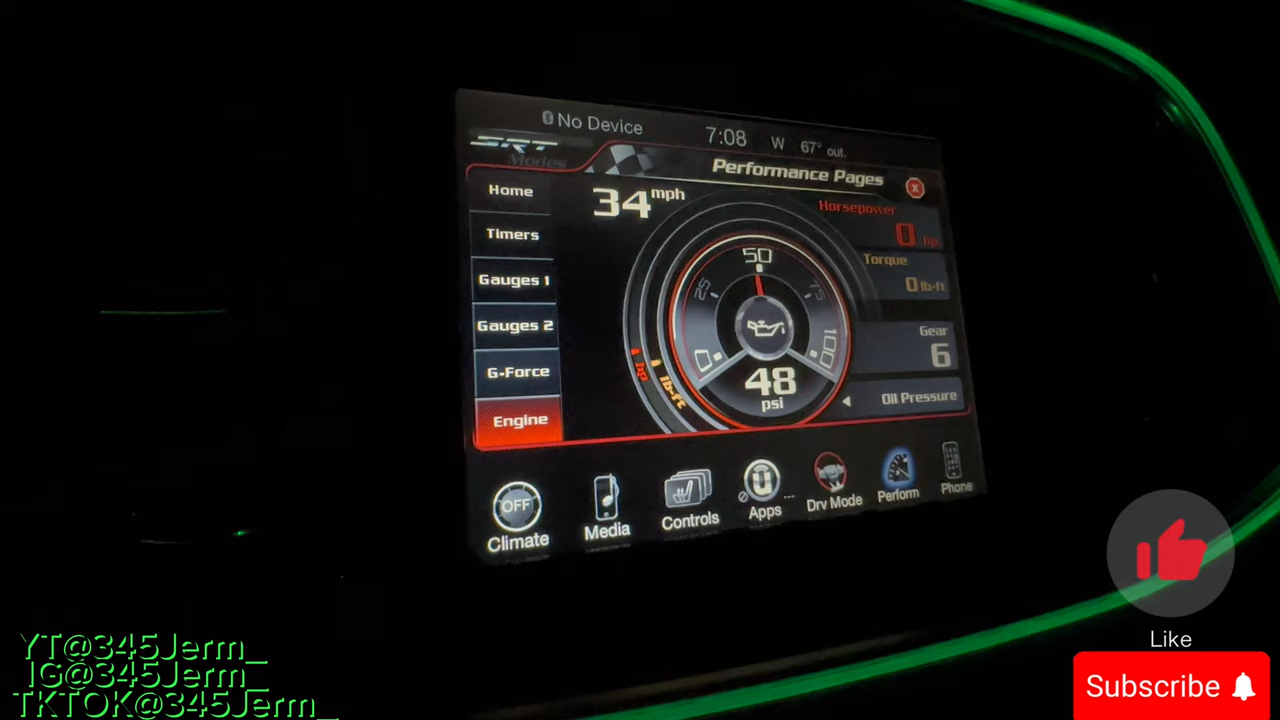 No Device
7:08
W
67° out.
SRT
Modes
Performance Pages
x
Home
Timers
Gauges 1
Gauges 2
G-Force
Engine
34 mph
25
50
75
0
100
48
psi
hp
lb-ft
Horsepower
0 hp
Torque
0 lb-ft
Gear
6
Oil Pressure
OFF
Climate
Media
Controls
Apps
Drv Mode
Perform
Phone
YT@345Jerm_
IG@345Jerm_
TKTOK@345Jerm_
Like
Subscribe